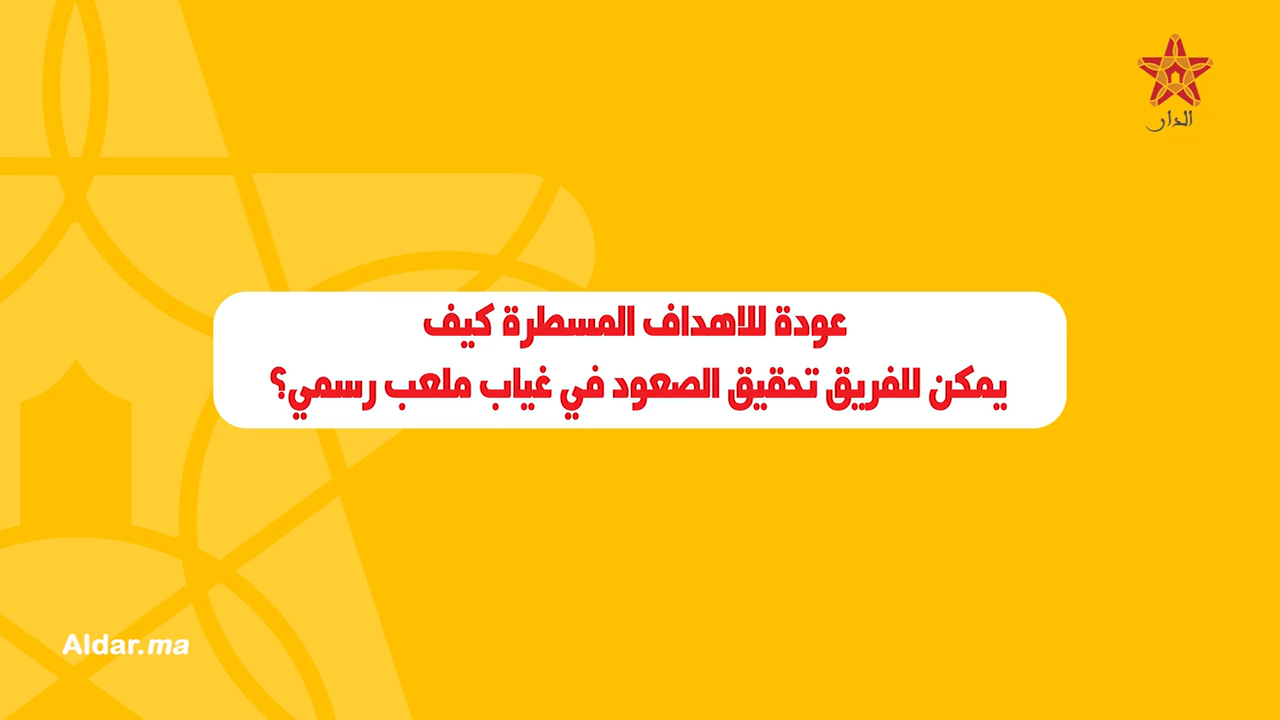 الدار
عودة للاهداف المسطرة كيف
يمكن للفريق تحقيق الصعود في غياب ملعب رسمي؟
Aldar.ma